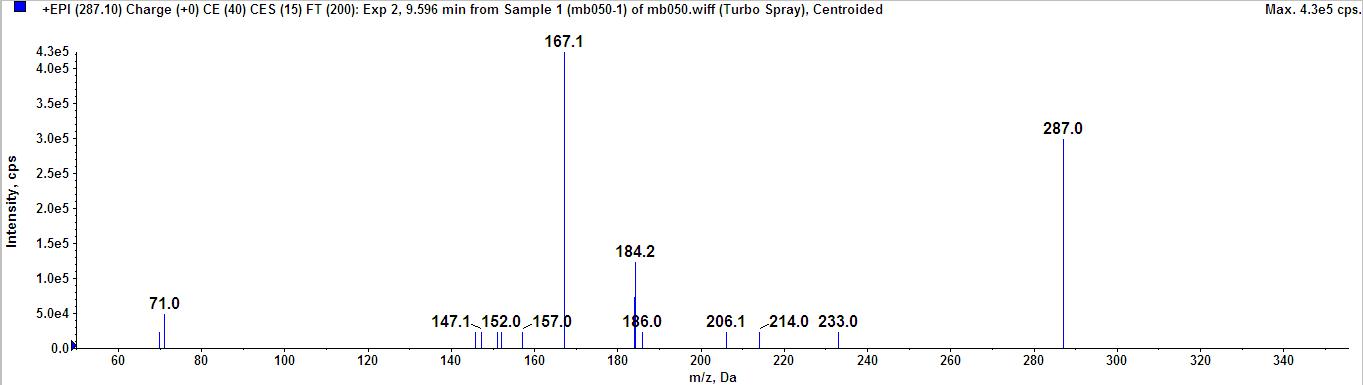 +EPI (287.10) Charge (+0) CE (40) CES (15) FT (200): Exp 2, 9.596 min from Sample 1 (mb050-1) of mb050.wiff (Turbo Spray), Centroided Max. 4.3e5 cps.
167.1
4.3e5
4.0e5
3.5e5
3.0e5
287.0
2.5e5
2.0e5
1.5e5
184.2
1.0e5
71.0
5.0e4
147.1 152.0 157.0 186.0 206.1 214.0 233.0
0.0
Intensity, cps
60 80 100 120 140 160 180 200 220 240 260 280 300 320 340
m/z, Da